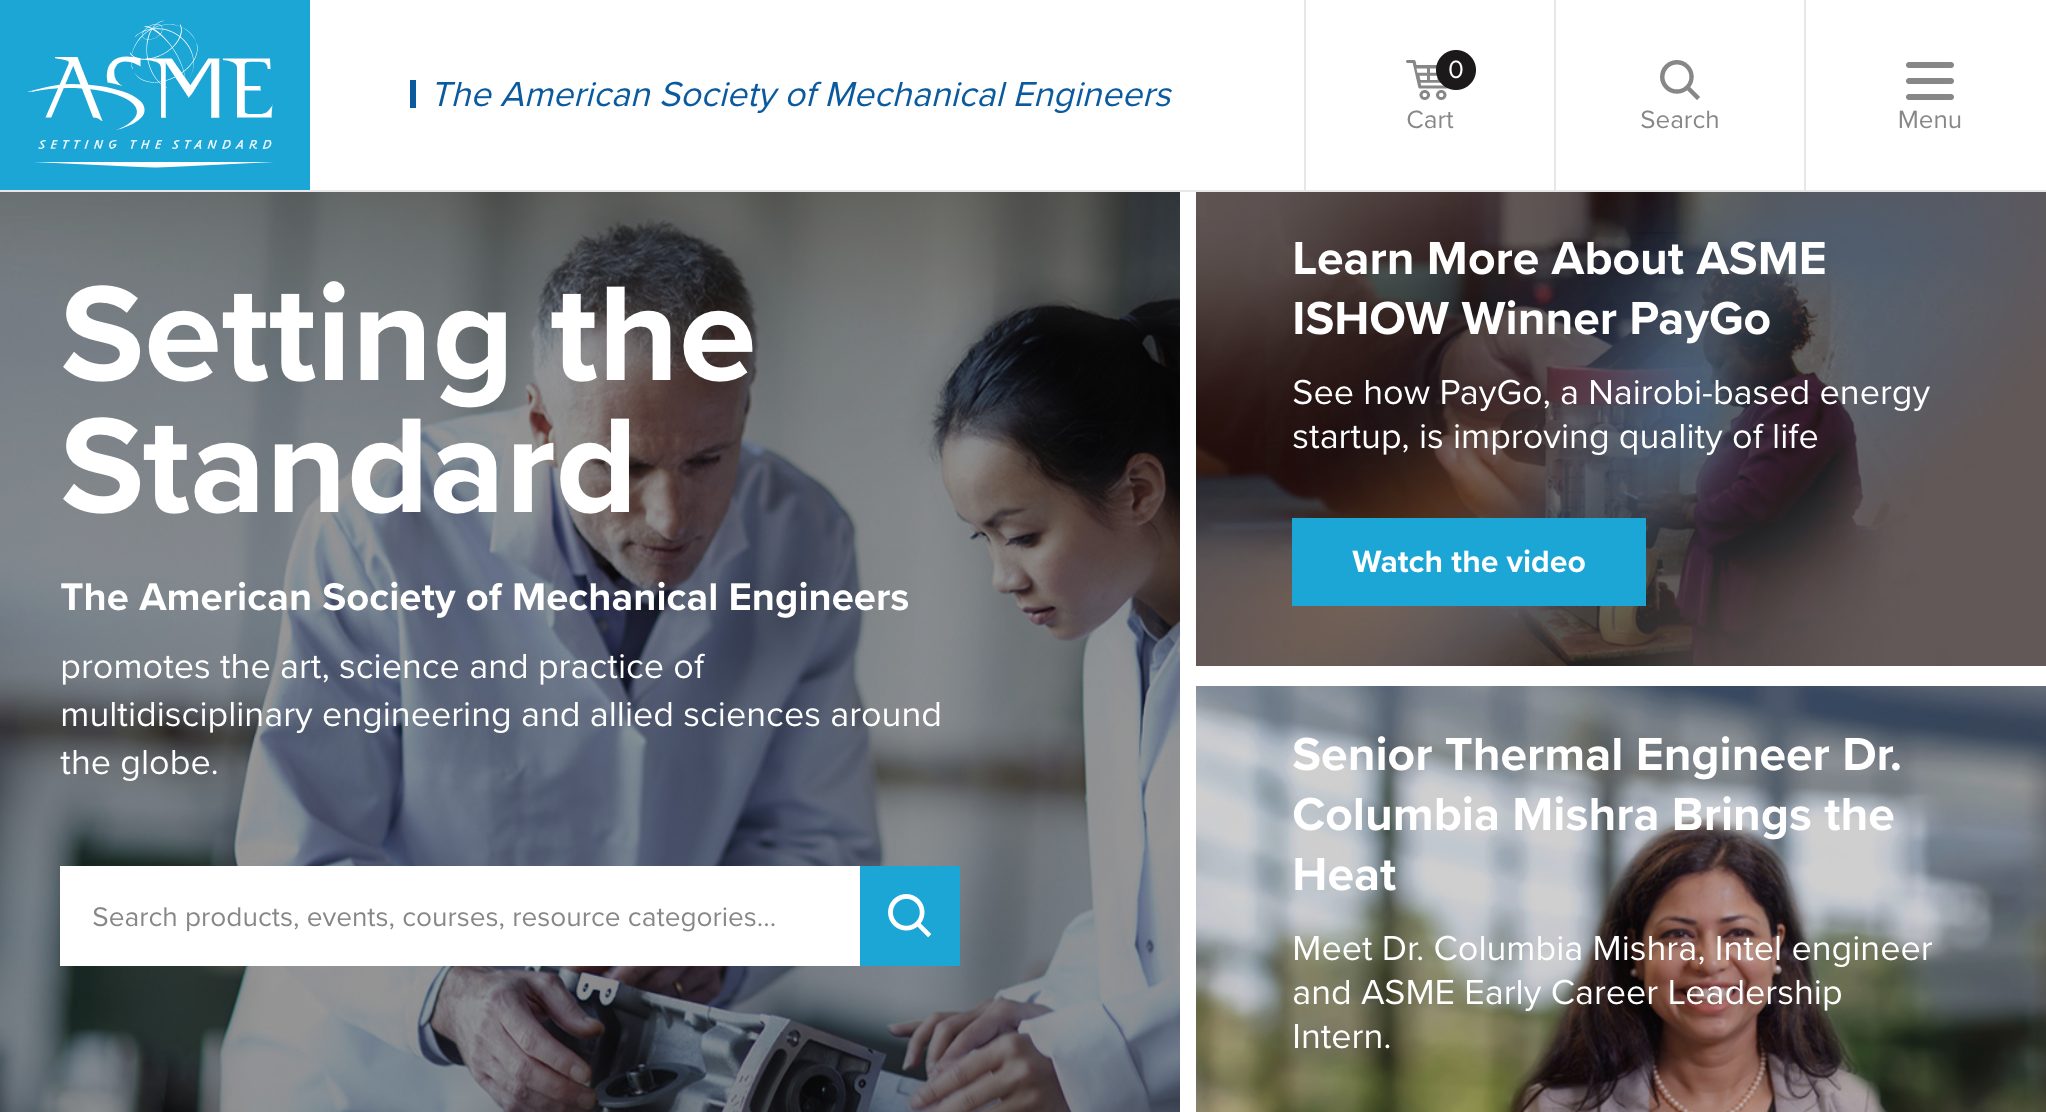 ASME
SETTING THE STANDARD
The American Society of Mechanical Engineers
0
Cart
Search
Menu
Setting the
Standard
The American Society of Mechanical Engineers
promotes the art, science and practice of
multidisciplinary engineering and allied sciences around
the globe.
Search products, events, courses, resource categories...
Learn More About ASME
ISHOW Winner PayGo
See how PayGo, a Nairobi-based energy
startup, is improving quality of life
Watch the video
Senior Thermal Engineer Dr.
Columbia Mishra Brings the
Heat
Meet Dr. Columbia Mishra, Intel engineer
and ASME Early Career Leadership
Intern.